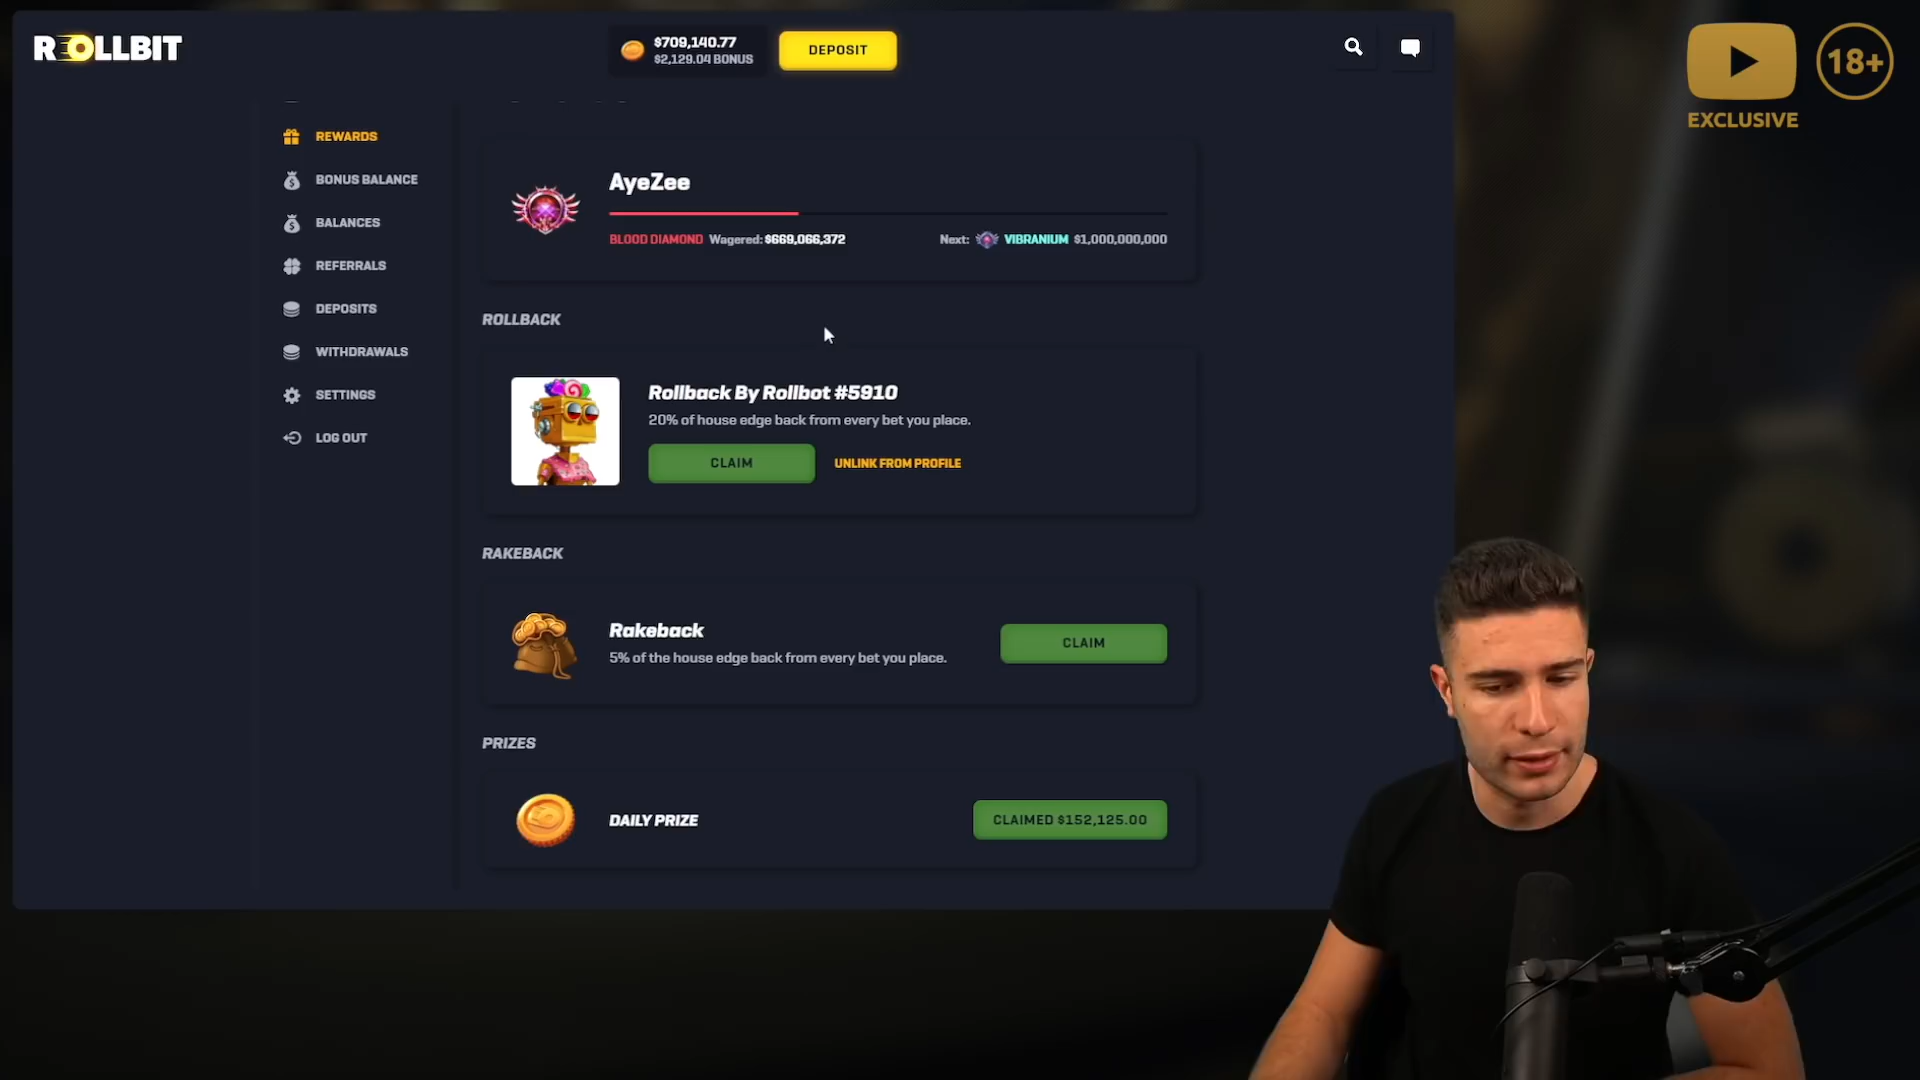 ROLLBIT
$709,140.77
$2,129.04 BONUS
DEPOSIT
18+
EXCLUSIVE
REWARDS
BONUS BALANCE
BALANCES
REFERRALS
DEPOSITS
WITHDRAWALS
SETTINGS
LOG OUT
AyeZee
BLOOD DIAMOND Wagered: $669,066,372
Next: VIBRANIUM $1,000,000,000
ROLLBACK
Rollback By Rollbot #5910
20% of house edge back from every bet you place.
CLAIM
UNLINK FROM PROFILE
RAKEBACK
Rakeback
5% of the house edge back from every bet you place.
CLAIM
PRIZES
DAILY PRIZE
CLAIMED $152,125.00